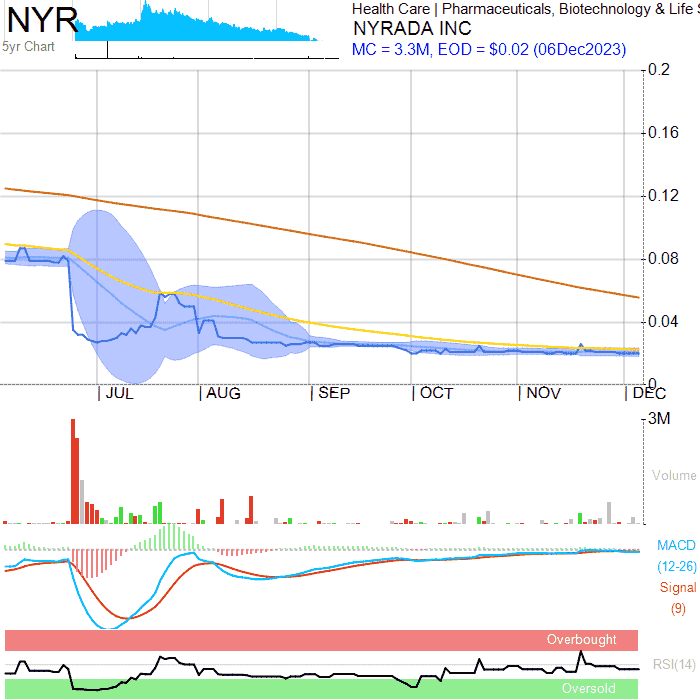 NYR
Health Care | Pharmaceuticals, Biotechnology & Life S
NYRADA INC
5yr Chart
MC = 3.3M, EOD = $0.02 (06Dec2023)
0.2
0.16
0.12
0.08
0.04
0
JUL AUG SEP OCT NOV DEC
3M
Volume
MACD
(12-26)
Signal
(9)
Overbought
RSI(14)
Oversold